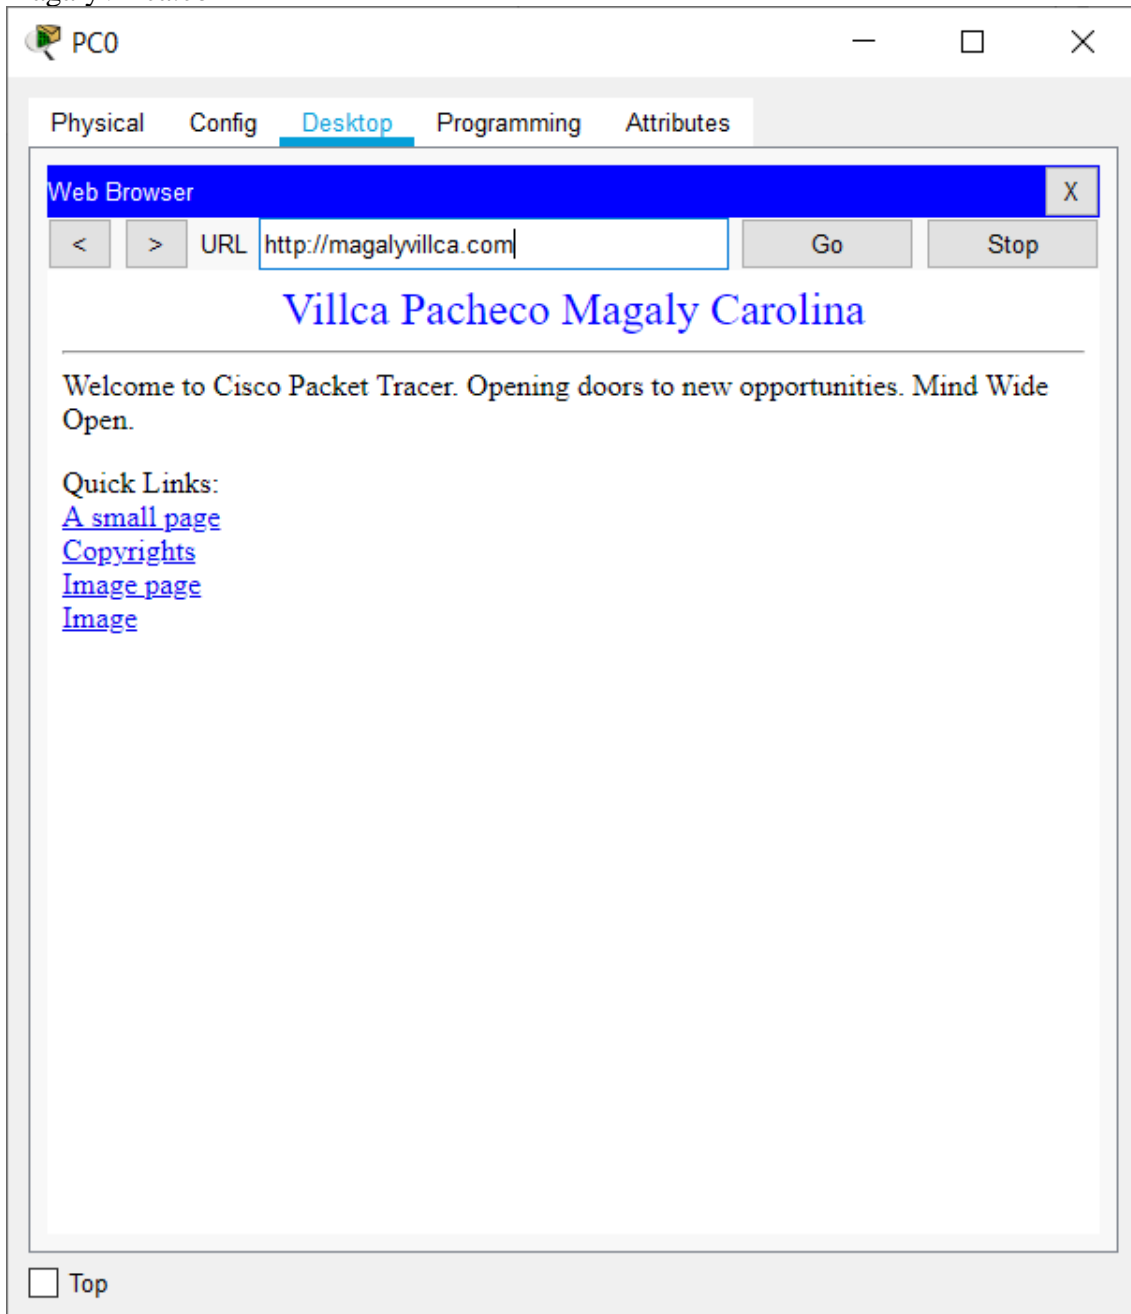 PC0
Physical Config Desktop Programming Attributes
Web Browser X
< > URL http://magalyvillca.com Go Stop
Villca Pacheco Magaly Carolina
Welcome to Cisco Packet Tracer. Opening doors to new opportunities. Mind Wide
Open.
Quick Links:
A small page
Copyrights
Image page
Image
Top